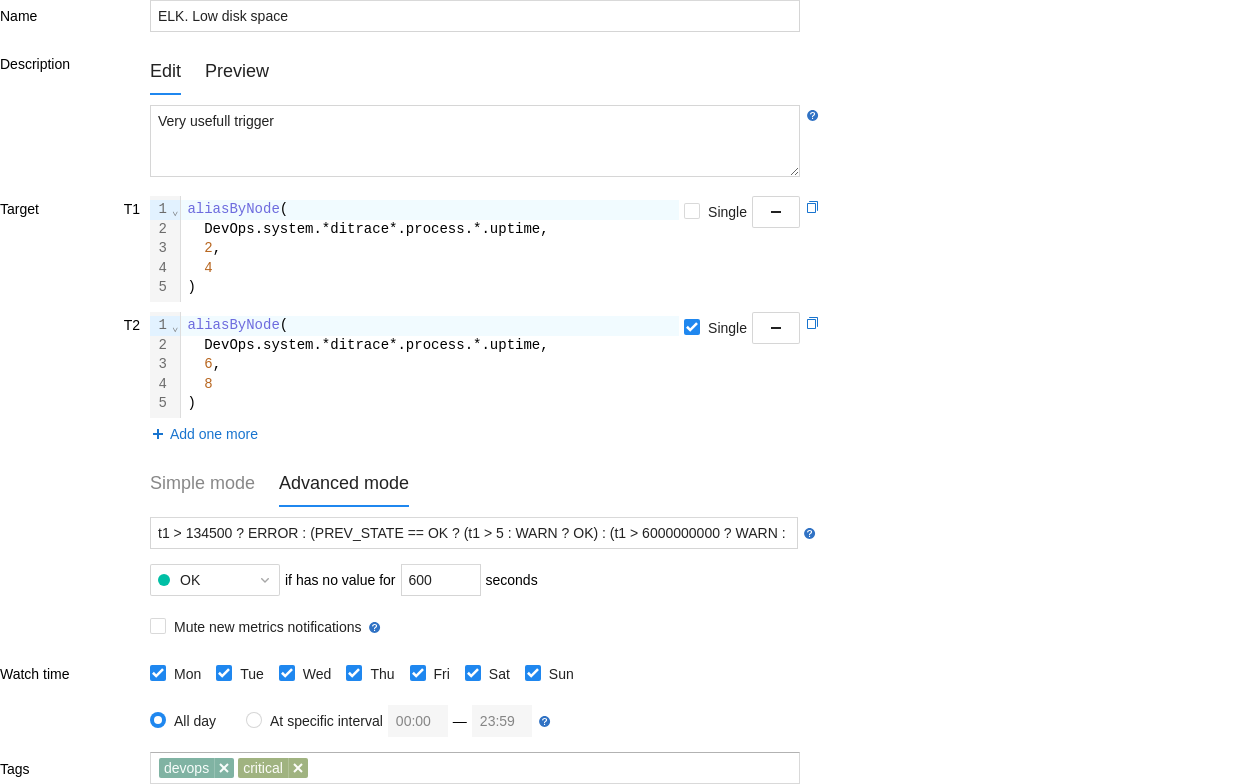 Name
ELK. Low disk space
Description
Edit Preview
Very usefull trigger
Target
T1
1 aliasByNode(
2 DevOps.system.*ditrace*.process.*.uptime,
3 2,
4 4
5 )
Single
T2
1 aliasByNode(
2 DevOps.system.*ditrace*.process.*.uptime,
3 6,
4 8
5 )
Single
+ Add one more
Simple mode Advanced mode
t1 > 134500 ? ERROR : (PREV_STATE == OK ? (t1 > 5 : WARN ? OK) : (t1 > 6000000000 ? WARN :
OK if has no value for 600 seconds
Mute new metrics notifications
Watch time Mon Tue Wed Thu Fri Sat Sun
All day At specific interval 00:00 — 23:59
Tags devops critical